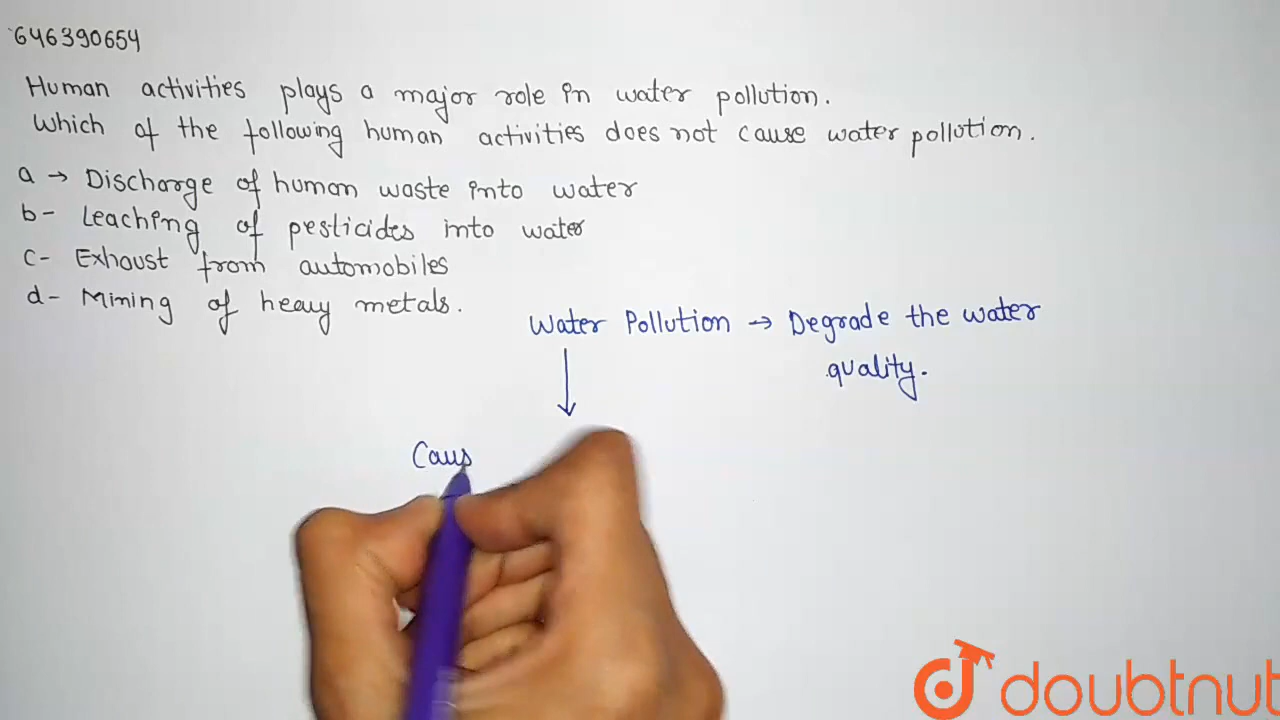 646390654
Human activities plays a major role in water pollution.
Which of the following human activities does not cause water pollution.
a → Discharge of human waste into water
b- Leaching of pesticides into water
c- Exhaust from automobiles
d- Mining of heavy metals.
Water Pollution → Degrade the water
quality.
Caus
doubtnut